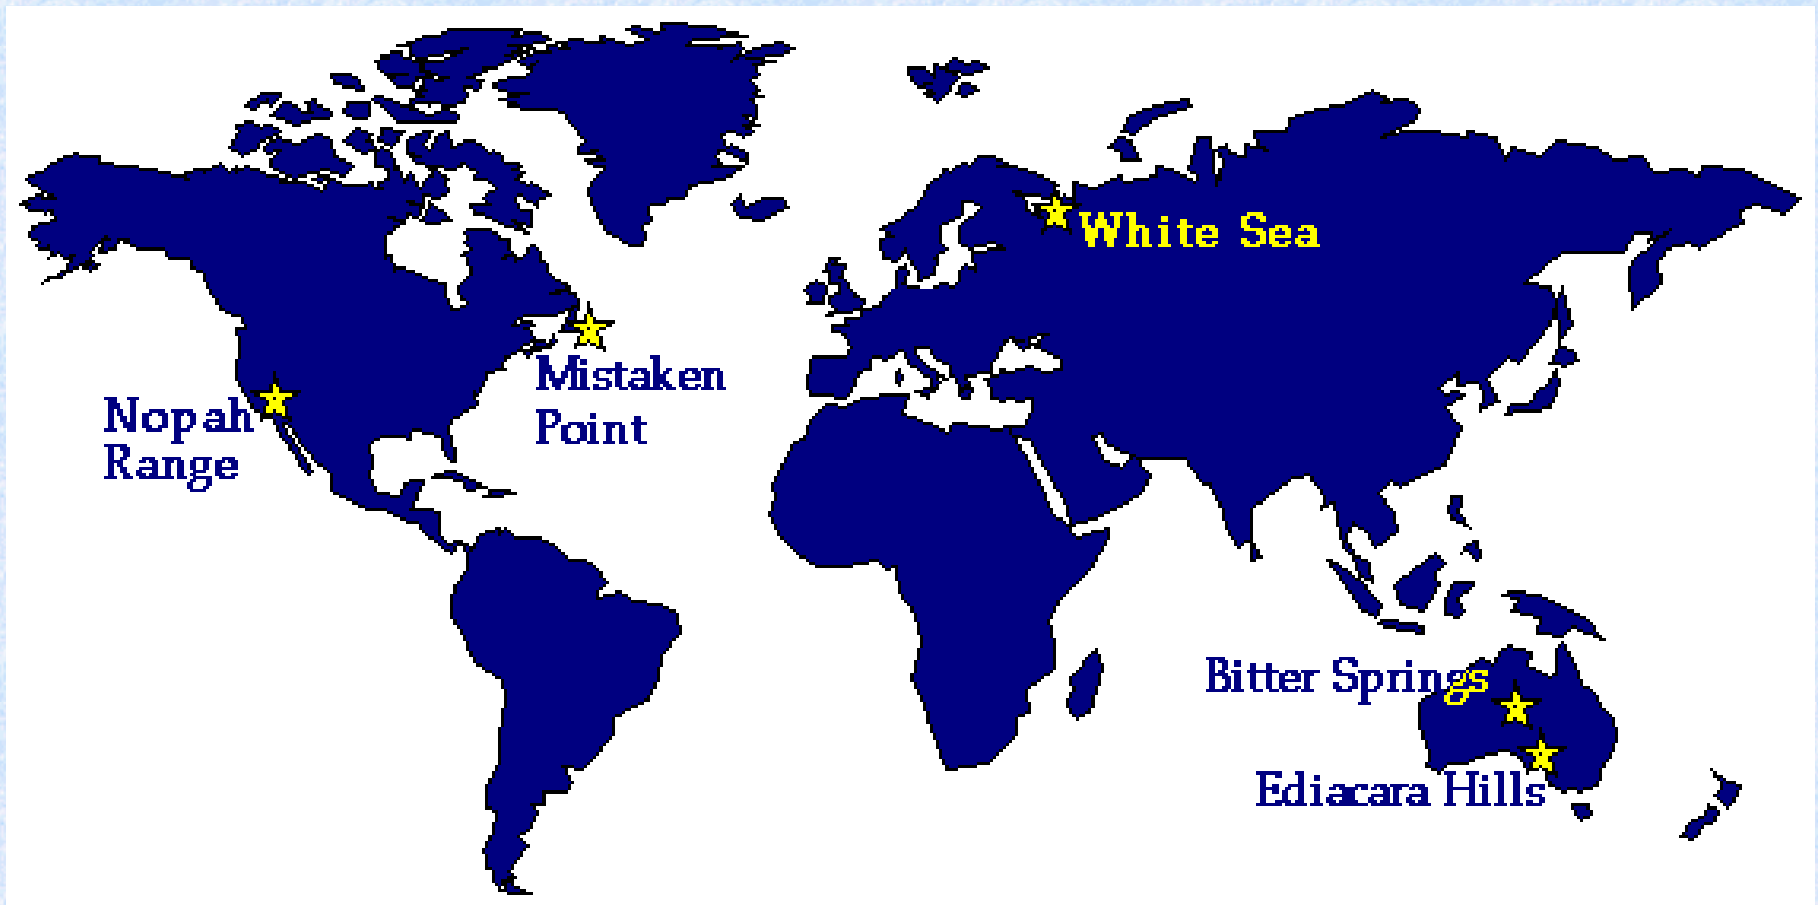 White Sea
Mistaken
Point
Nopah
Range
Bitter Springs
Ediacara Hills